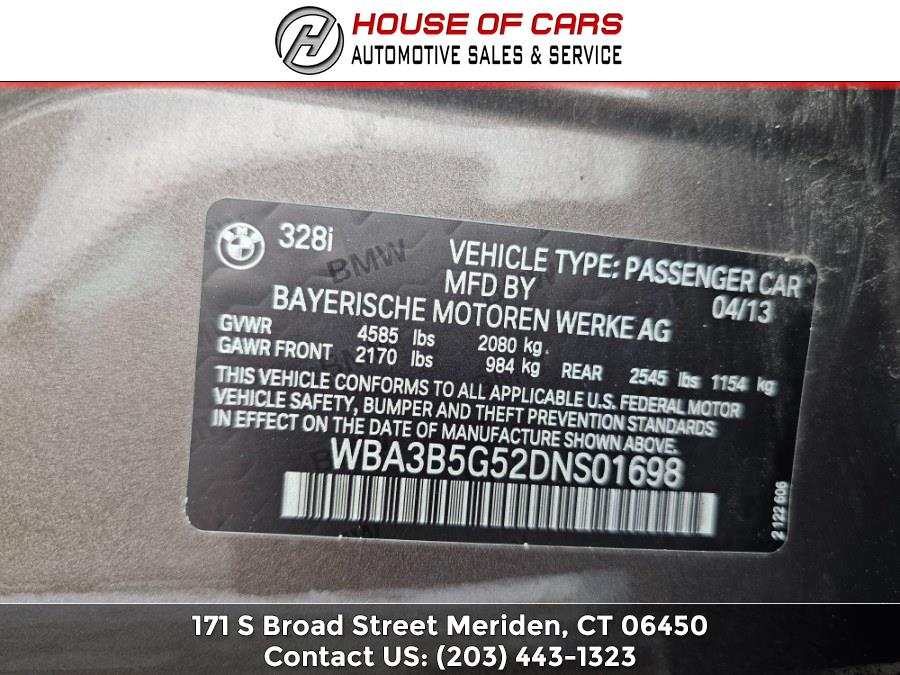 HOUSE OF CARS
AUTOMOTIVE SALES & SERVICE
328i
BMW
VEHICLE TYPE: PASSENGER CAR
MFD BY
04/13
BAYERISCHE MOTOREN WERKE AG
GVWR 4585 lbs 2080 kg
GAWR FRONT 2170 lbs 984 kg REAR 2545 lbs 1154 kg
THIS VEHICLE CONFORMS TO ALL APPLICABLE U.S. FEDERAL MOTOR
VEHICLE SAFETY, BUMPER AND THEFT PREVENTION STANDARDS
IN EFFECT ON THE DATE OF MANUFACTURE SHOWN ABOVE.
WBA3B5G52DNS01698
2 122 606
171 S Broad Street Meriden, CT 06450
Contact US: (203) 443-1323